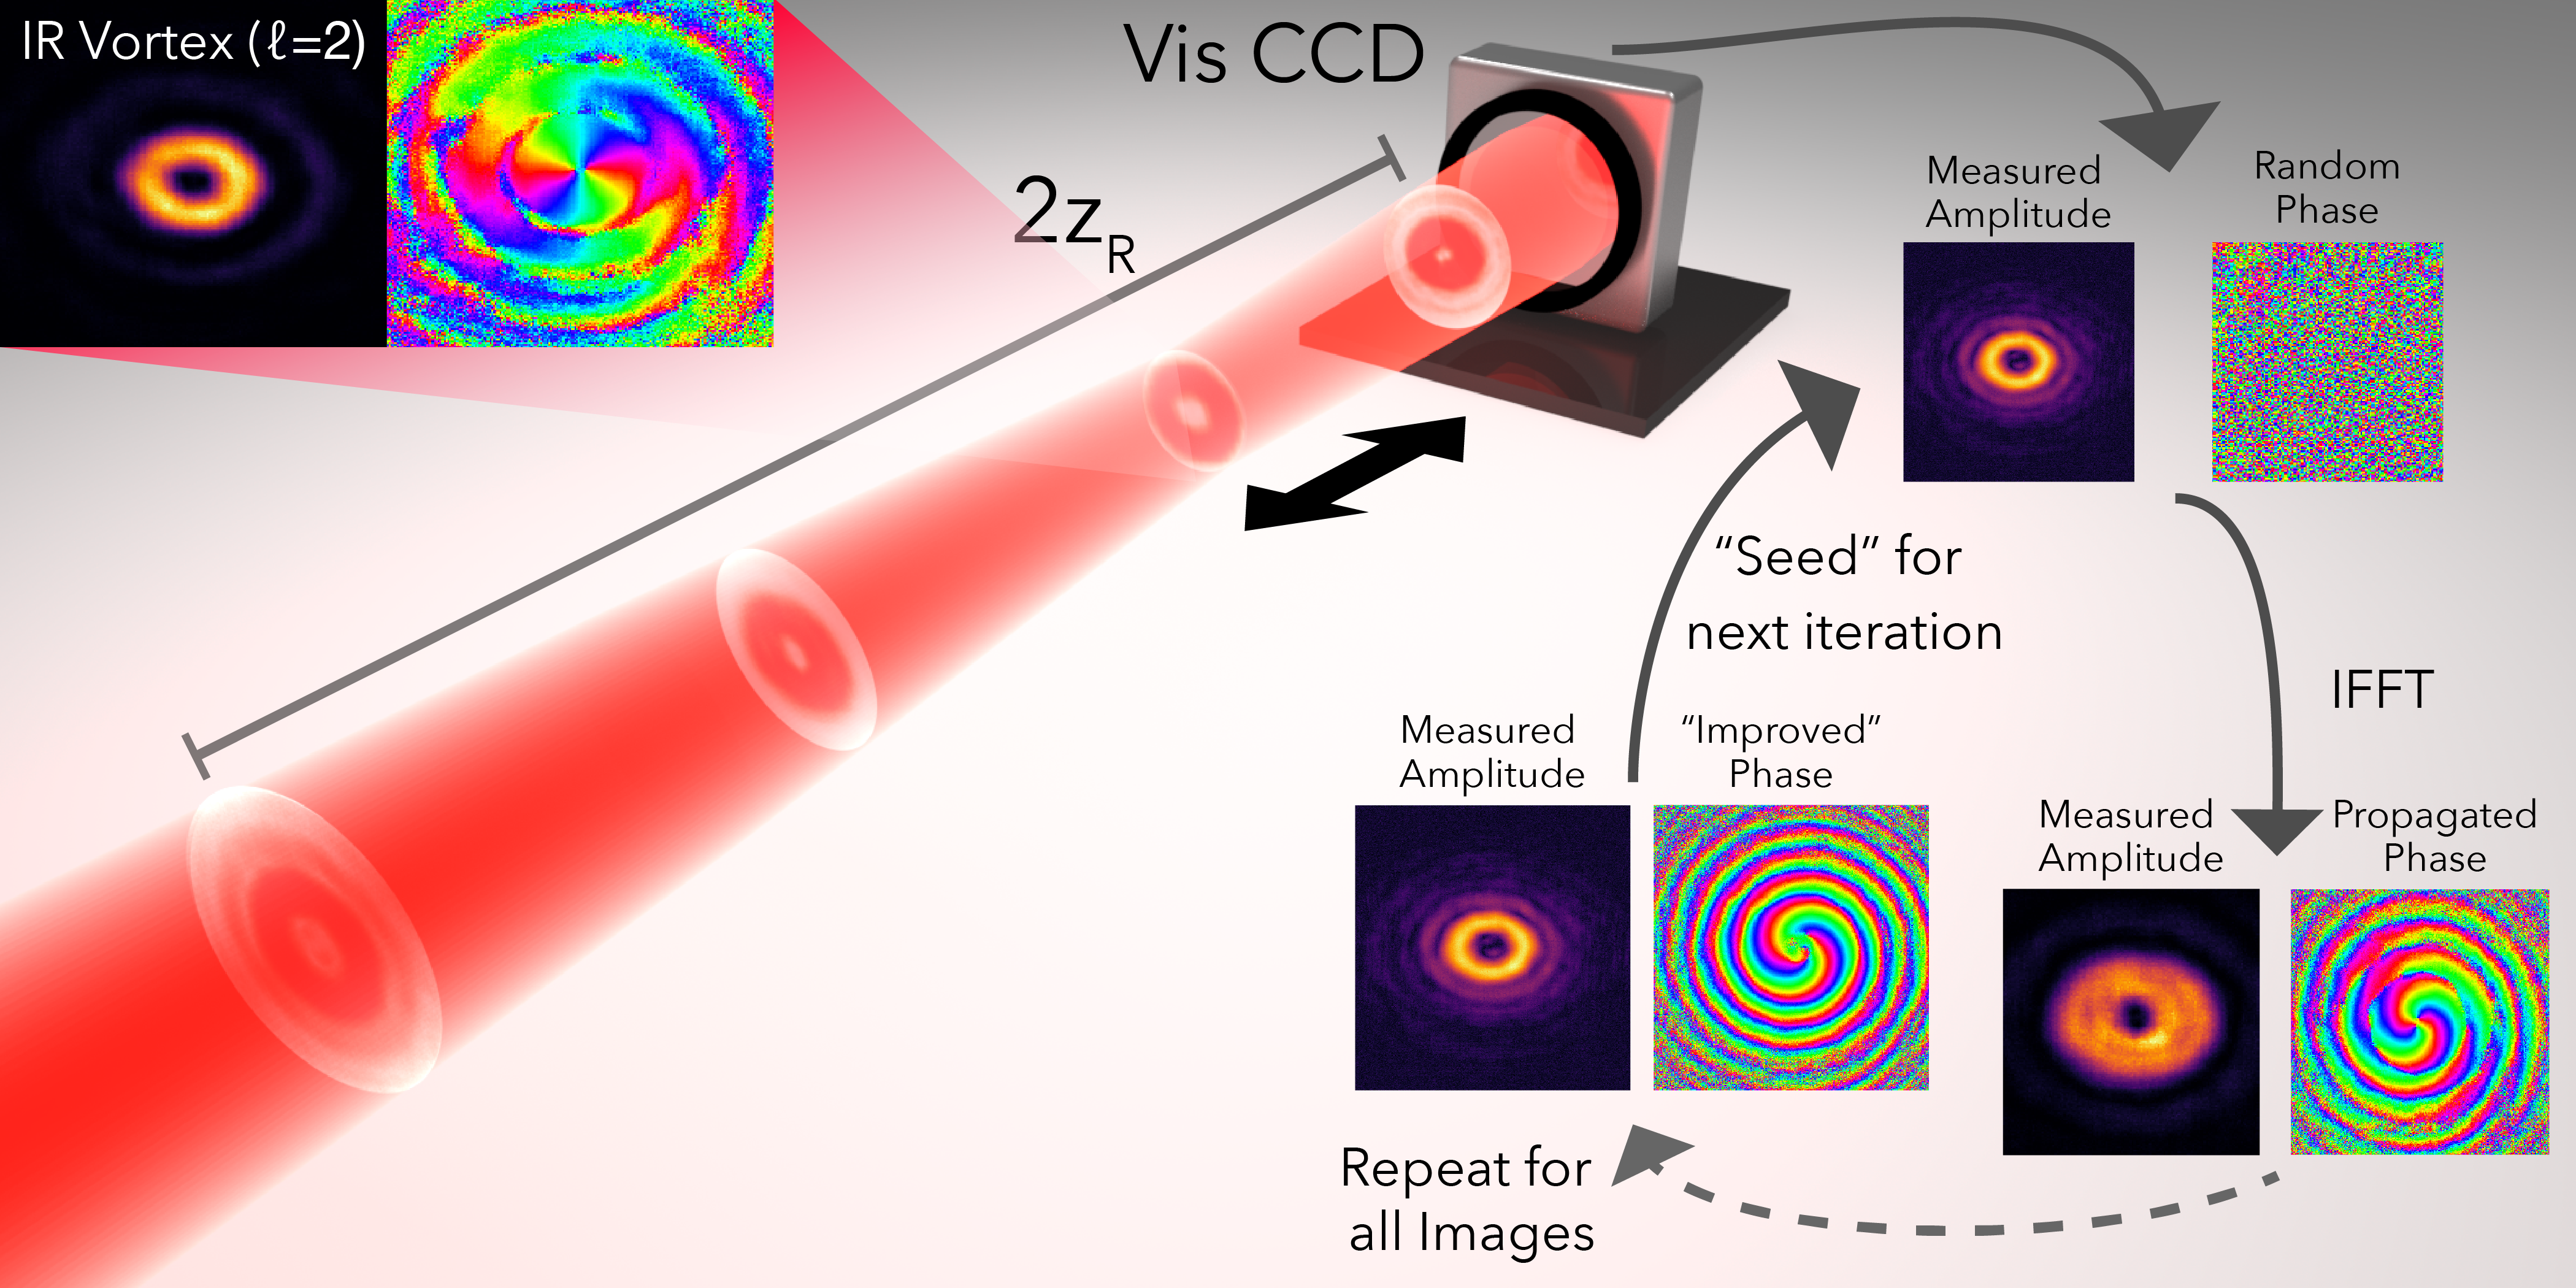 IR Vortex (ℓ=2)
Vis CCD
2z_R
Measured
Amplitude
Random
Phase
"Seed" for
next iteration
IFFT
Measured
Amplitude
"Improved"
Phase
Measured
Amplitude
Propagated
Phase
Repeat for
all Images